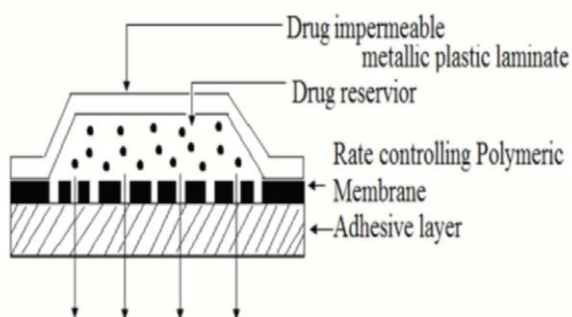 Drug impermeable
metallic plastic laminate
Drug reservior
Rate controlling Polymeric
Membrane
Adhesive layer